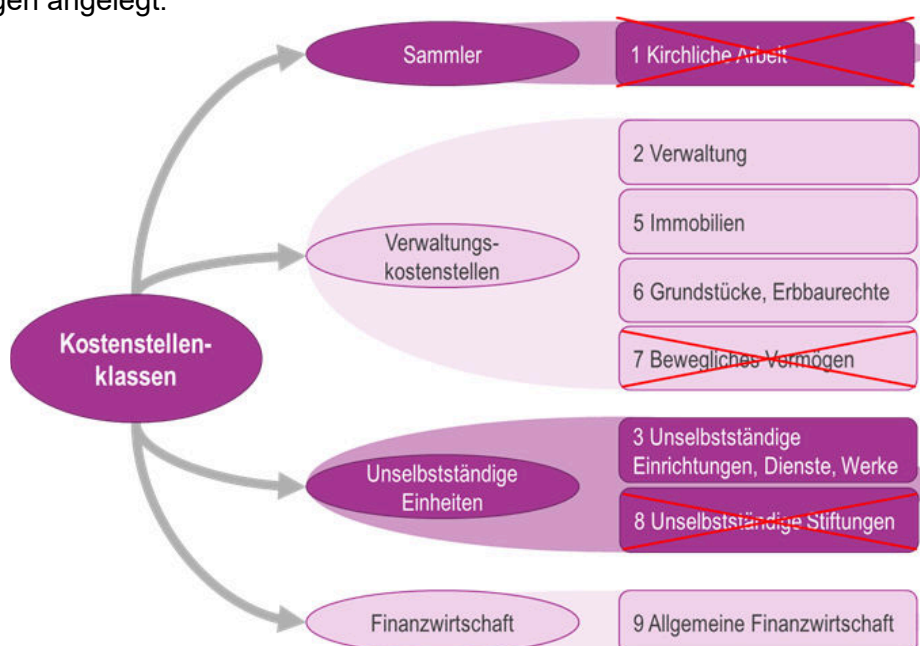 gen angelegt.
Sammler
1 Kirchliche Arbeit
Verwaltungs-
kostenstellen
2 Verwaltung
5 Immobilien
6 Grundstücke, Erbbaurechte
7 Bewegliches Vermögen
Kostenstellen-
klassen
Unselbstständige
Einheiten
3 Unselbstständige
Einrichtungen, Dienste, Werke
8 Unselbstständige Stiftungen
Finanzwirtschaft
9 Allgemeine Finanzwirtschaft